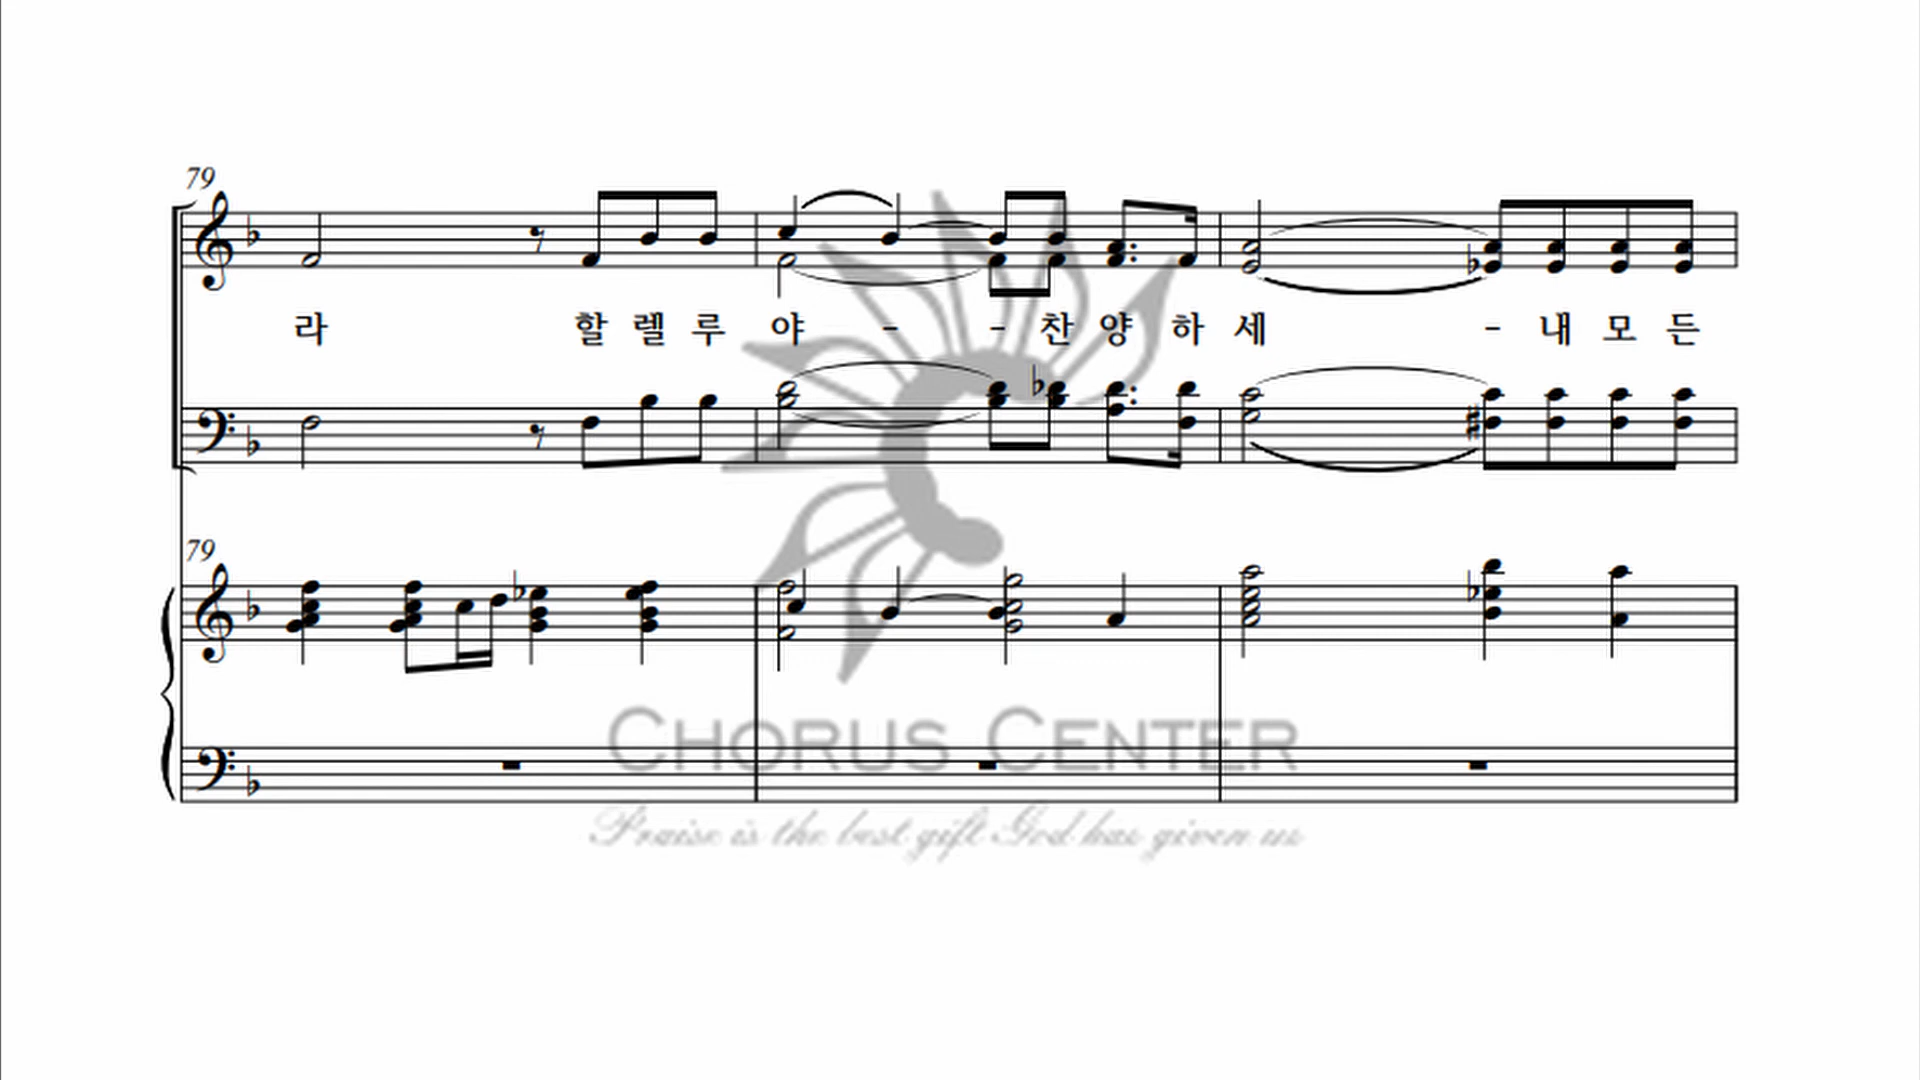 79
라 할 렐 루 야 - - 찬 양 하 세 - 내 모 든
79
CHORUS CENTER
Praise is the best gift God has given us